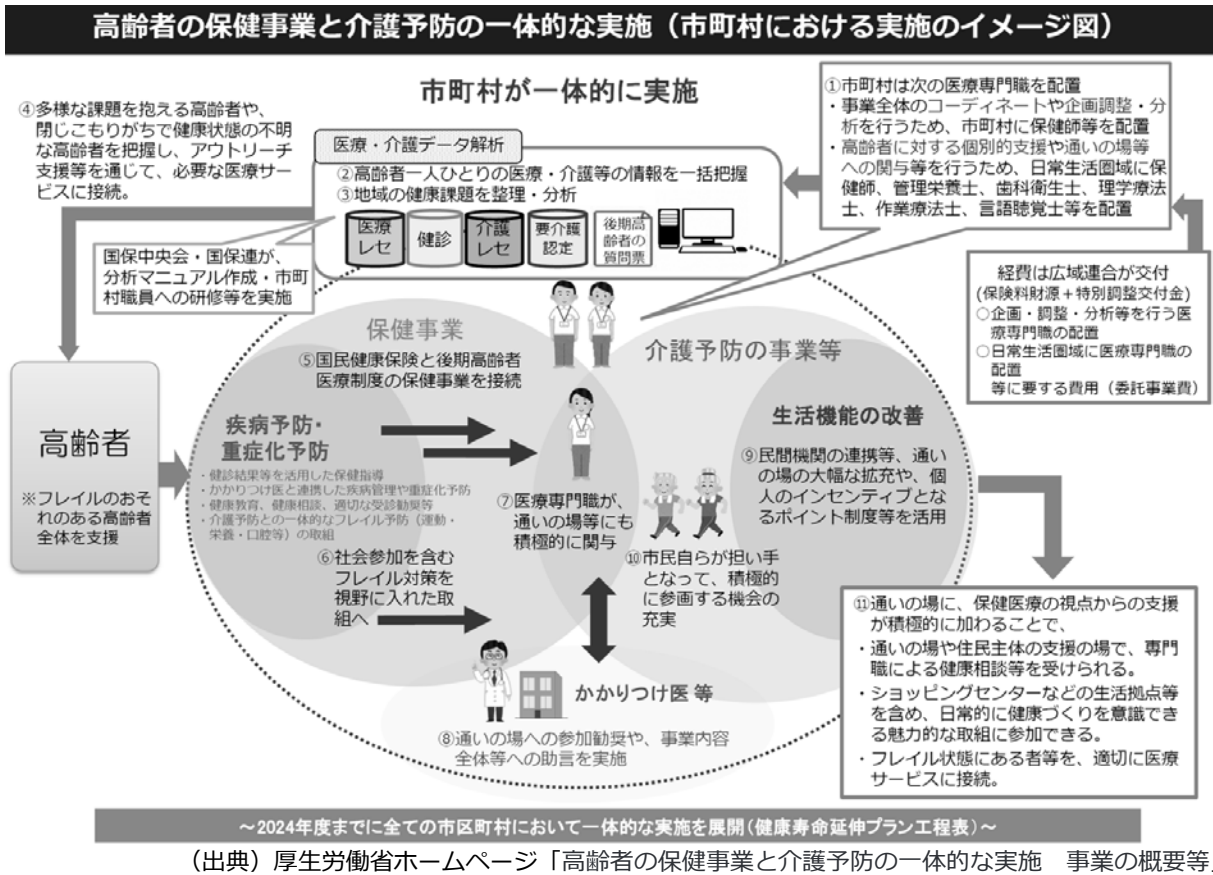 高齢者の保健事業と介護予防の一体的な実施（市町村における実施のイメージ図）
市町村が一体的に実施
①市町村は次の医療専門職を配置
・事業全体のコーディネートや企画調整・分
析を行うため、市町村に保健師等を配置
・高齢者に対する個別的支援や通いの場等
への関与等を行うため、日常生活圏域に保
健師、管理栄養士、歯科衛生士、理学療法
士、作業療法士、言語聴覚士等を配置
④多様な課題を抱える高齢者や、
閉じこもりがちで健康状態の不明
な高齢者を把握し、アウトリーチ
支援等を通じて、必要な医療サー
ビスに接続。
医療・介護データ解析
②高齢者一人ひとりの医療・介護等の情報を一括把握
③地域の健康課題を整理・分析
医療
レセ
健診
介護
レセ
要介護
認定
後期高
齢者の
質問票
国保中央会・国保連が、
分析マニュアル作成・市町
村職員への研修等を実施
経費は広域連合が交付
(保険料財源＋特別調整交付金)
○企画・調整・分析等を行う医
療専門職の配置
○日常生活圏域に医療専門職の
配置
等に要する費用（委託事業費）
保健事業
⑤国民健康保険と後期高齢者
医療制度の保健事業を接続
介護予防の事業等
高齢者
※フレイルのおそ
れのある高齢者
全体を支援
疾病予防・
重症化予防
・健診結果等を活用した保健指導
・かかりつけ医と連携した疾病管理や重症化予防
・健康教育、健康相談、適切な受診勧奨等
・介護予防との一体的なフレイル予防（運動・
栄養・口腔等）の取組
⑥社会参加を含む
フレイル対策を
視野に入れた取
組へ
⑦医療専門職が、
通いの場等にも
積極的に関与
生活機能の改善
⑨民間機関の連携等、通い
の場の大幅な拡充や、個
人のインセンティブとな
るポイント制度等を活用
⑩市民自らが担い手
となって、積極的
に参画する機会の
充実
かかりつけ医 等
⑧通いの場への参加勧奨や、事業内容
全体等への助言を実施
⑪通いの場に、保健医療の視点からの支援
が積極的に加わることで、
・通いの場や住民主体の支援の場で、専門
職による健康相談等を受けられる。
・ショッピングセンターなどの生活拠点等
を含め、日常的に健康づくりを意識でき
る魅力的な取組に参加できる。
・フレイル状態にある者等を、適切に医療
サービスに接続。
～2024年度までに全ての市区町村において一体的な実施を展開（健康寿命延伸プラン工程表）～
（出典）厚生労働省ホームページ「高齢者の保健事業と介護予防の一体的な実施　事業の概要等」